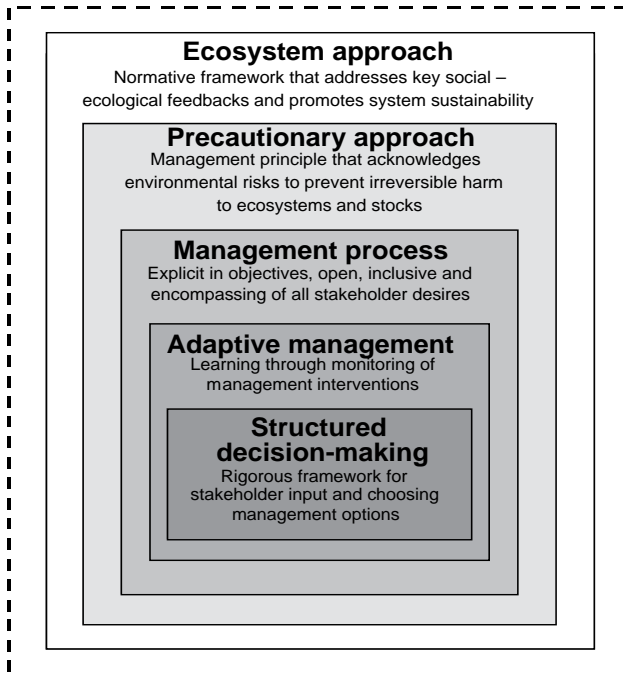 Ecosystem approach
Normative framework that addresses key social –
ecological feedbacks and promotes system sustainability
Precautionary approach
Management principle that acknowledges
environmental risks to prevent irreversible harm
to ecosystems and stocks
Management process
Explicit in objectives, open, inclusive and
encompassing of all stakeholder desires
Adaptive management
Learning through monitoring of
management interventions
Structured
decision-making
Rigorous framework for
stakeholder input and choosing
management options